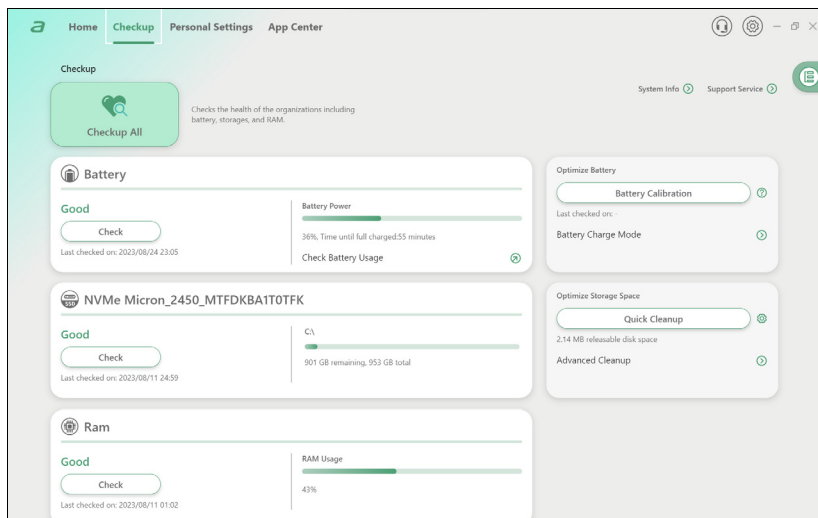 a
Home Checkup Personal Settings App Center
Checkup
System Info Support Service
Checkup All
Checks the health of the organizations including
battery, storages, and RAM.
Battery
Good
Check
Last checked on: 2023/08/24 23:05
Battery Power
36%, Time until full charged:55 minutes
Check Battery Usage
Optimize Battery
Battery Calibration
?
Last checked on: -
Battery Charge Mode
SSD
NVMe Micron_2450_MTFDKBA1T0TFK
Good
Check
Last checked on: 2023/08/11 24:59
C:\
901 GB remaining, 953 GB total
Optimize Storage Space
Quick Cleanup
2.14 MB releasable disk space
Advanced Cleanup
Ram
Good
Check
Last checked on: 2023/08/11 01:02
RAM Usage
43%